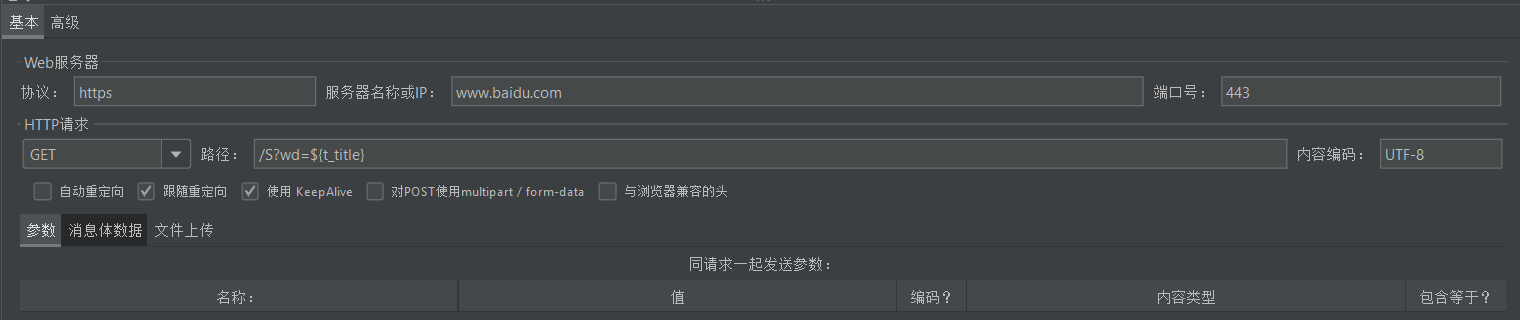 基本 高级
Web服务器
协议： https 服务器名称或IP： www.baidu.com 端口号： 443
HTTP请求
GET 路径： /S?wd=${t_title} 内容编码： UTF-8
自动重定向 跟随重定向 使用 KeepAlive 对POST使用multipart / form-data 与浏览器兼容的头
参数 消息体数据 文件上传
同请求一起发送参数：
名称： 值 编码？ 内容类型 包含等于？